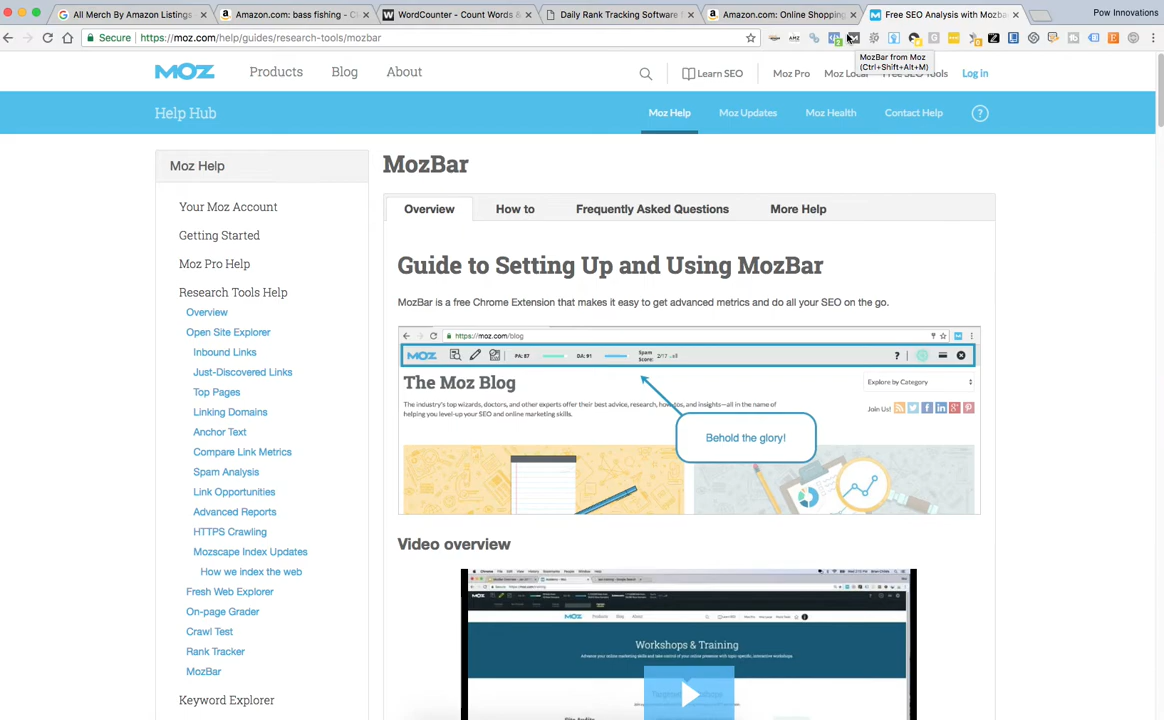 All Merch By Amazon Listings
Amazon.com: bass fishing - Cl
WordCounter - Count Words &
Daily Rank Tracking Software
Amazon.com: Online Shopping
Free SEO Analysis with Mozba
Pow Innovations
Secure
https://moz.com/help/guides/research-tools/mozbar
MozBar from Moz
(Ctrl+Shift+Alt+M)
MOZ
Products
Blog
About
Learn SEO
Moz Pro
Moz Local
Free SEO Tools
Log in
Help Hub
Moz Help
Moz Updates
Moz Health
Contact Help
?
Moz Help
Your Moz Account
Getting Started
Moz Pro Help
Research Tools Help
Overview
Open Site Explorer
Inbound Links
Just-Discovered Links
Top Pages
Linking Domains
Anchor Text
Compare Link Metrics
Spam Analysis
Link Opportunities
Advanced Reports
HTTPS Crawling
Mozscape Index Updates
How we index the web
Fresh Web Explorer
On-page Grader
Crawl Test
Rank Tracker
MozBar
Keyword Explorer
MozBar
Overview
How to
Frequently Asked Questions
More Help
Guide to Setting Up and Using MozBar
MozBar is a free Chrome Extension that makes it easy to get advanced metrics and do all your SEO on the go.
https://moz.com/blog
MOZ
PA: 87
DA: 91
Spam
Score:
?
The Moz Blog
Explore by Category
The industry's top wizards, doctors, and other experts offer their best advice, research, how-tos, and insights—all in the name of
helping you level-up your SEO and online marketing skills.
Join Us!
Behold the glory!
Video overview
MOZ
Products
Blog
About
Workshops & Training